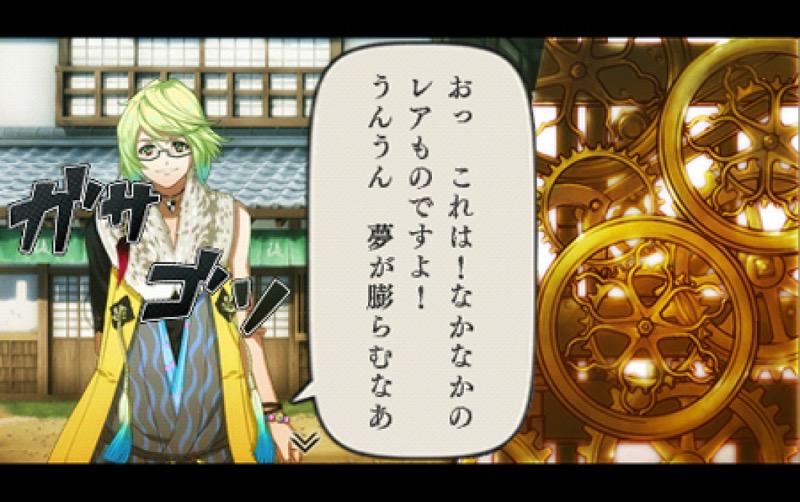 おっ　これは！なかなかの
レアものですよ！
うんうん　夢が膨らむなあ
ガサ
ゴソ